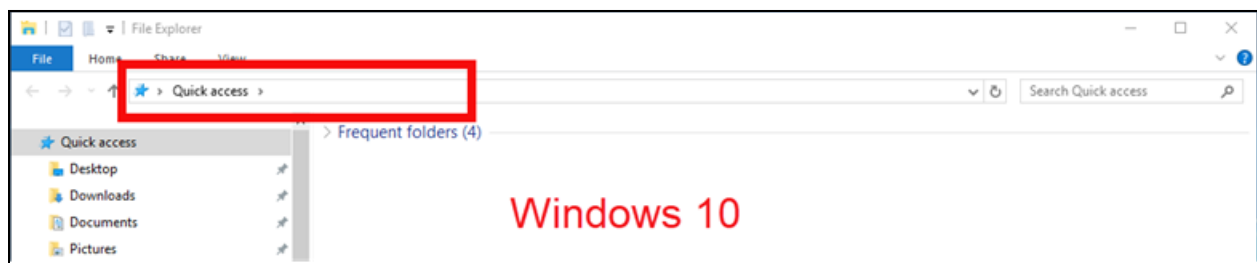 File Explorer
File Home Share View
Quick access
Search Quick access
Quick access
Frequent folders (4)
Desktop
Downloads
Documents
Pictures
Windows 10